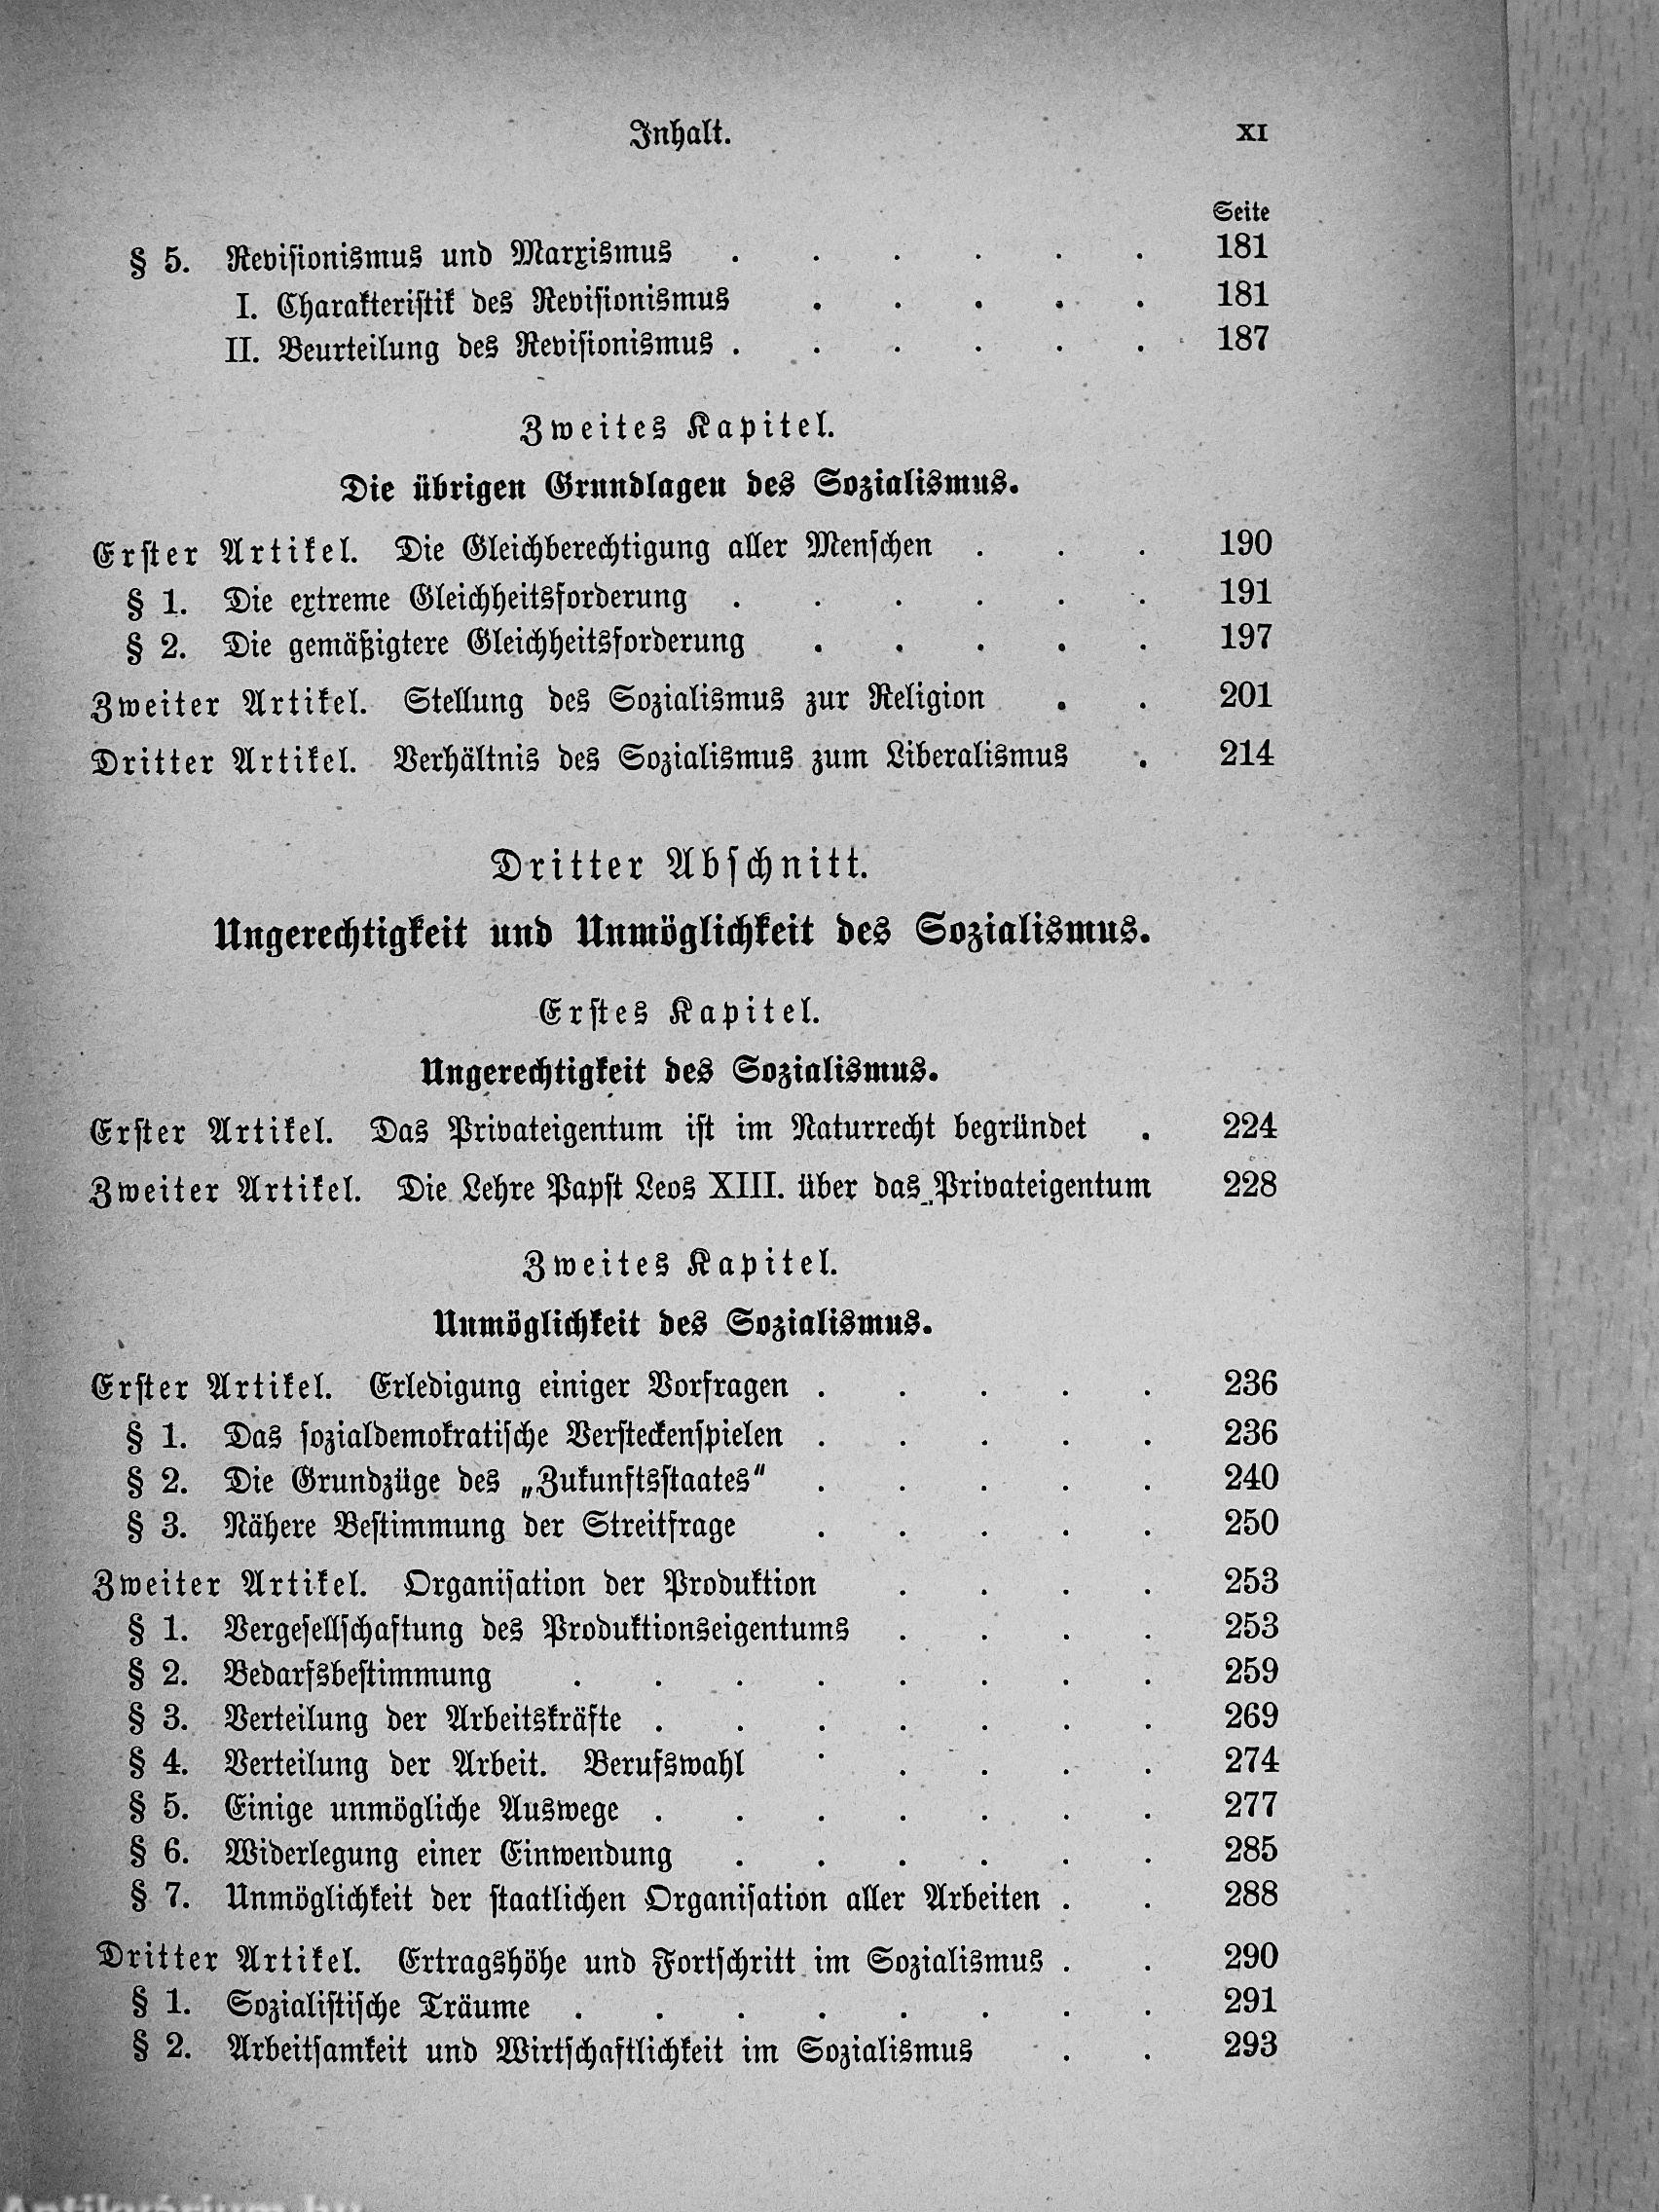 Inhalt. XI
Seite
§ 5. Revisionismus und Marxismus . . . . . . 181
I. Charakteristik des Revisionismus . . . . . 181
II. Beurteilung des Revisionismus . . . . . . 187
Zweites Kapitel.
Die übrigen Grundlagen des Sozialismus.
Erster Artikel. Die Gleichberechtigung aller Menschen . . . 190
§ 1. Die extreme Gleichheitsforderung . . . . . . 191
§ 2. Die gemäßigtere Gleichheitsforderung . . . . . 197
Zweiter Artikel. Stellung des Sozialismus zur Religion . . 201
Dritter Artikel. Verhältnis des Sozialismus zum Liberalismus . 214
Dritter Abschnitt.
Ungerechtigkeit und Unmöglichkeit des Sozialismus.
Erstes Kapitel.
Ungerechtigkeit des Sozialismus.
Erster Artikel. Das Privateigentum ist im Naturrecht begründet . 224
Zweiter Artikel. Die Lehre Papst Leos XIII. über das Privateigentum 228
Zweites Kapitel.
Unmöglichkeit des Sozialismus.
Erster Artikel. Erledigung einiger Vorfragen . . . . . 236
§ 1. Das sozialdemokratische Versteckenspielen . . . . . 236
§ 2. Die Grundzüge des „Zukunftsstaates“ . . . . . 240
§ 3. Nähere Bestimmung der Streitfrage . . . . . 250
Zweiter Artikel. Organisation der Produktion . . . . 253
§ 1. Vergesellschaftung des Produktionseigentums . . . . 253
§ 2. Bedarfsbestimmung . . . . . . . . 259
§ 3. Verteilung der Arbeitskräfte . . . . . . . 269
§ 4. Verteilung der Arbeit. Berufswahl . . . . . 274
§ 5. Einige unmögliche Auswege . . . . . . . 277
§ 6. Widerlegung einer Einwendung . . . . . . 285
§ 7. Unmöglichkeit der staatlichen Organisation aller Arbeiten . . 288
Dritter Artikel. Ertragshöhe und Fortschritt im Sozialismus . . 290
§ 1. Sozialistische Träume . . . . . . . . 291
§ 2. Arbeitsamkeit und Wirtschaftlichkeit im Sozialismus . . 293
Antikvárium.hu